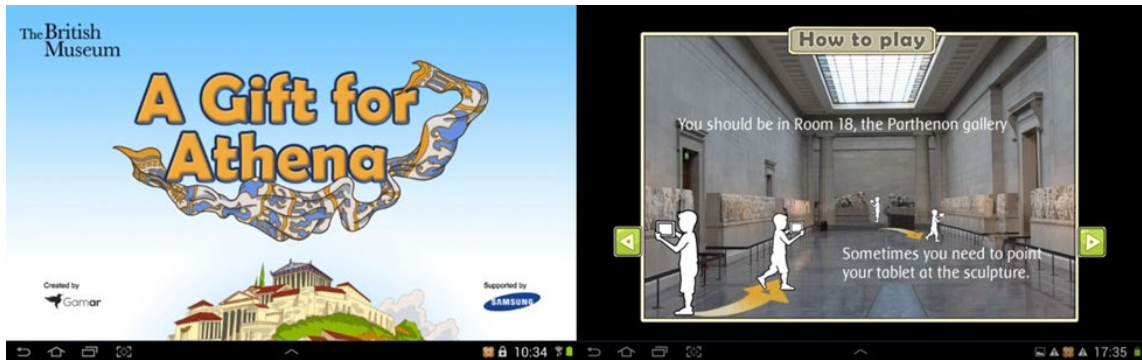 The British
Museum
A Gift for
Athena
Created by
Gamar
Supported by
SAMSUNG
10:34
How to play
You should be in Room 18, the Parthenon gallery
Sometimes you need to point
your tablet at the sculpture.
17:35